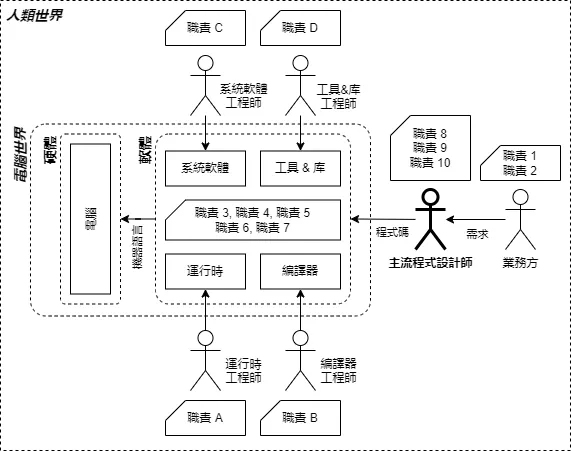 人類世界
職責 C
職責 D
系統軟體
工程師
工具&库
工程師
電腦世界
硬體
軟體
電腦
系統軟體
工具 & 库
職責 3, 職責 4, 職責 5
職責 6, 職責 7
機器語言
運行時
編譯器
職責 8
職責 9
職責 10
職責 1
職責 2
程式碼
需求
主流程式設計師
業務方
運行時
工程師
編譯器
工程師
職責 A
職責 B